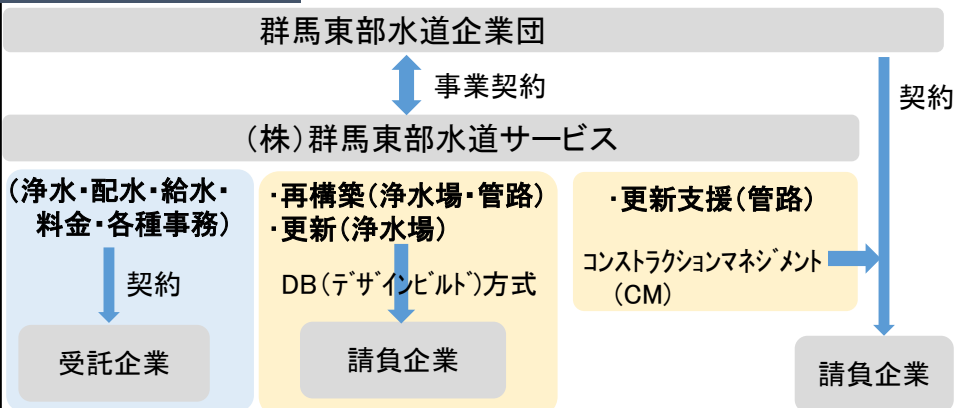 群馬東部水道企業団
事業契約
契約
(株)群馬東部水道サービス
(浄水・配水・給水・
料金・各種事務)
契約
受託企業
・再構築(浄水場・管路)
・更新(浄水場)
DB(ﾃﾞｻﾞｲﾝﾋﾞﾙﾄﾞ)方式
請負企業
・更新支援(管路)
ｺﾝｽﾄﾗｸｼｮﾝﾏﾈｼﾞﾒﾝﾄ
(CM)
請負企業